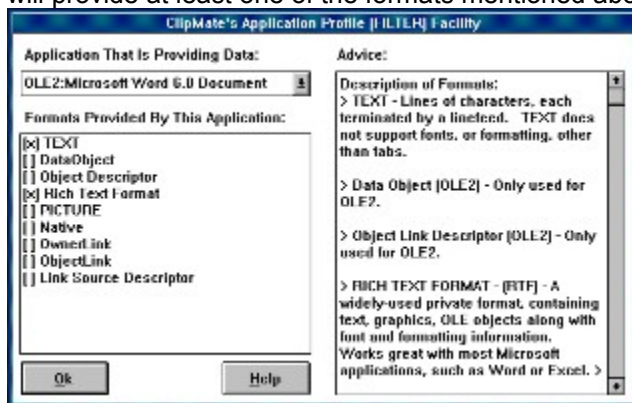 will provide at least one of the formats mentioned abo
ClipMate's Application Profile (FILTER) Facility
Application That Is Providing Data:
OLE2:Microsoft Word 6.0 Document
Formats Provided By This Application:
[x] TEXT
[ ] DataObject
[ ] Object Descriptor
[x] Rich Text Format
[ ] PICTURE
[ ] Native
[ ] OwnerLink
[ ] ObjectLink
[ ] Link Source Descriptor
Ok
Help
Advice:
Description of Formats:
> TEXT - Lines of characters, each
terminated by a linefeed. TEXT does
not support fonts, or formatting, other
than tabs.
> Data Object (OLE2) - Only used for
OLE2.
> Object Link Descriptor (OLE2) - Only
used for OLE2.
> RICH TEXT FORMAT - (RTF) - A
widely-used private format, containing
text, graphics, OLE objects along with
font and formatting information.
Works great with most Microsoft
applications, such as Word or Excel. >